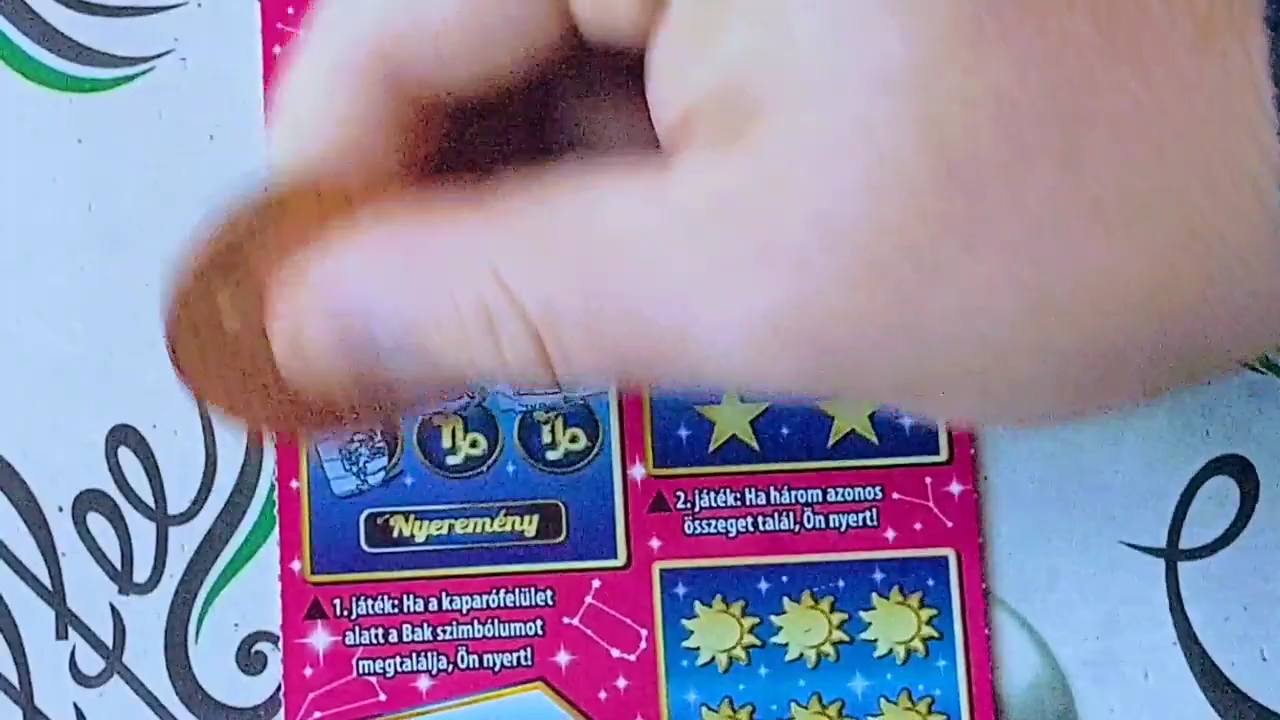 Nyeremény
2. játék: Ha három azonos
összeget talál, Ön nyert!
1. játék: Ha a kaparófelület
alatt a Bak szimbólumot
megtalálja, Ön nyert!